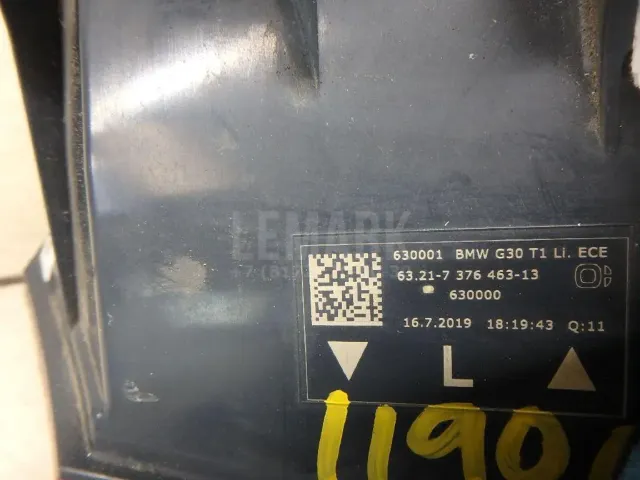 LEMARK
630001 BMW G30 T1 Li. ECE
63.21-7 376 463-13
630000
16.7.2019 18:19:43 Q:11
L
1190